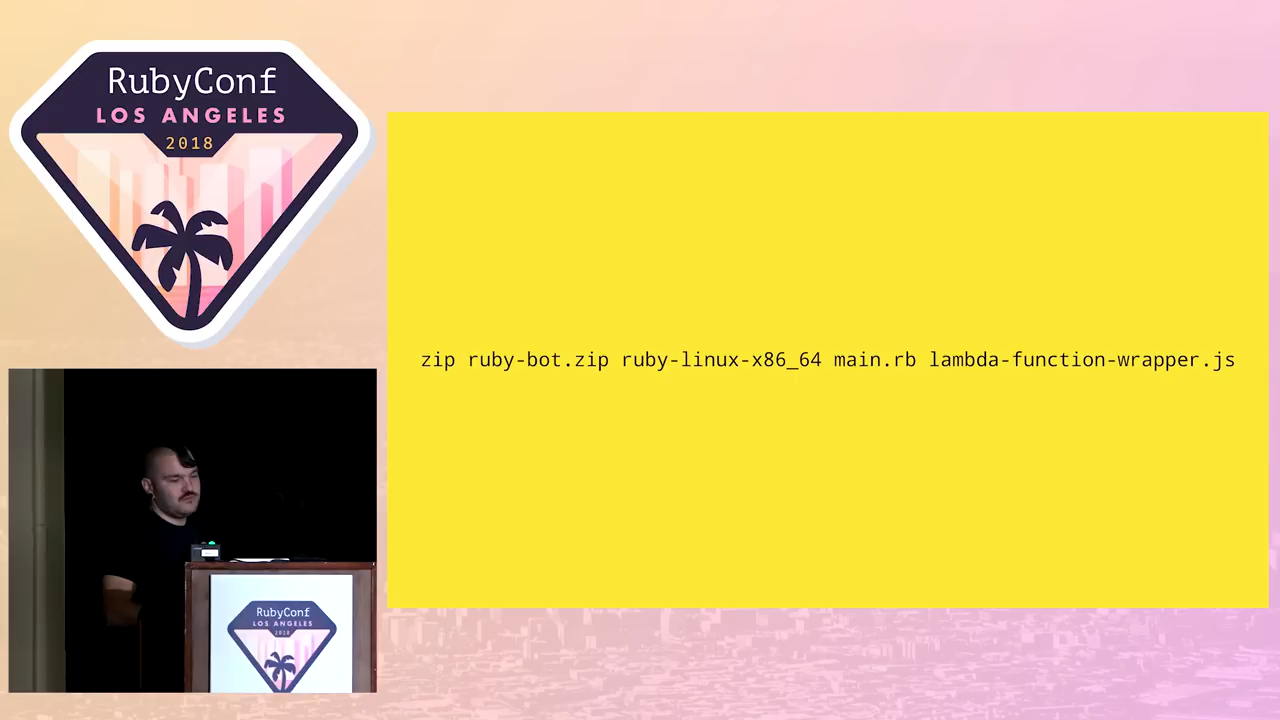 RubyConf
LOS ANGELES
2018
zip ruby-bot.zip ruby-linux-x86_64 main.rb lambda-function-wrapper.js
RubyConf
LOS ANGELES
2018